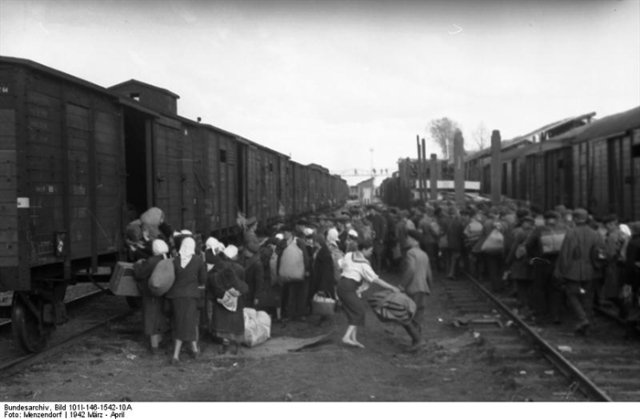 Bundesarchiv, Bild 101I-146-1542-10A
Foto: Menzendorf | 1942 März - April